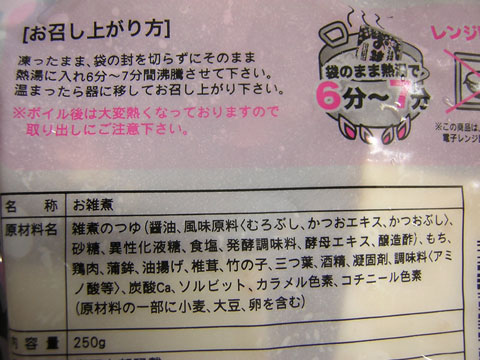 [お召し上がり方]
凍ったまま、袋の封を切らずにそのまま
熱湯に入れ6分～7分間沸騰させて下さい。
温まったら器に移してお召し上がり下さい。
※ボイル後は大変熱くなっておりますので
取り出しにご注意下さい。
袋のまま熱湯で
6分～7分
レンジ
※この商品は、
電子レンジ
名　称 お雑煮
原材料名 雑煮のつゆ(醤油、風味原料〈むろぶし、かつおエキス、かつおぶし〉、
砂糖、異性化液糖、食塩、発酵調味料、酵母エキス、醸造酢)、もち、
鶏肉、蒲鉾、油揚げ、椎茸、竹の子、三つ葉、酒精、凝固剤、調味料〈アミ
ノ酸等〉、炭酸Ca、ソルビット、カラメル色素、コチニール色素
(原材料の一部に小麦、大豆、卵を含む)
内 容 量 250g